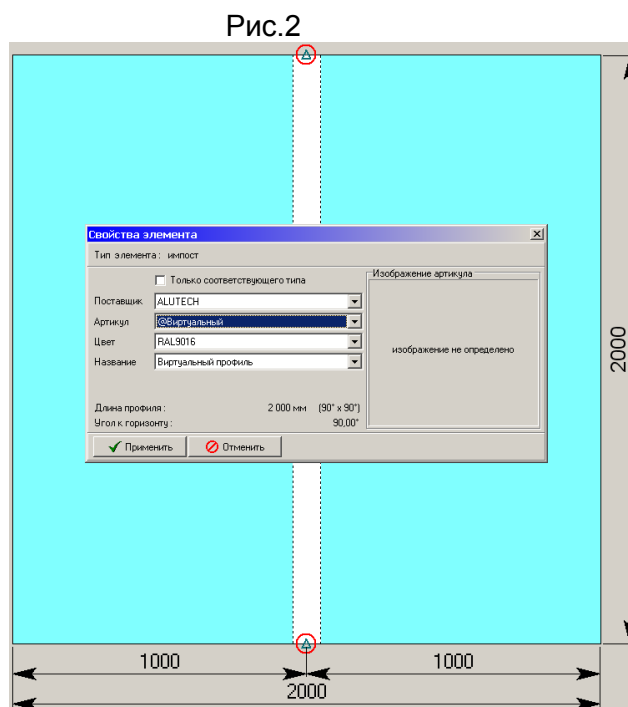 Рис.2
Свойства элемента
Тип элемента: импост
Только соответствующего типа
Поставщик ALUTECH
Артикул @Виртуальный
Цвет RAL9016
Название Виртуальный профиль
Изображение артикула
изображение не определено
Длина профиля: 2 000 мм (90° x 90°)
Угол к горизонту: 90,00°
Применить Отменить
2000
1000 1000
2000